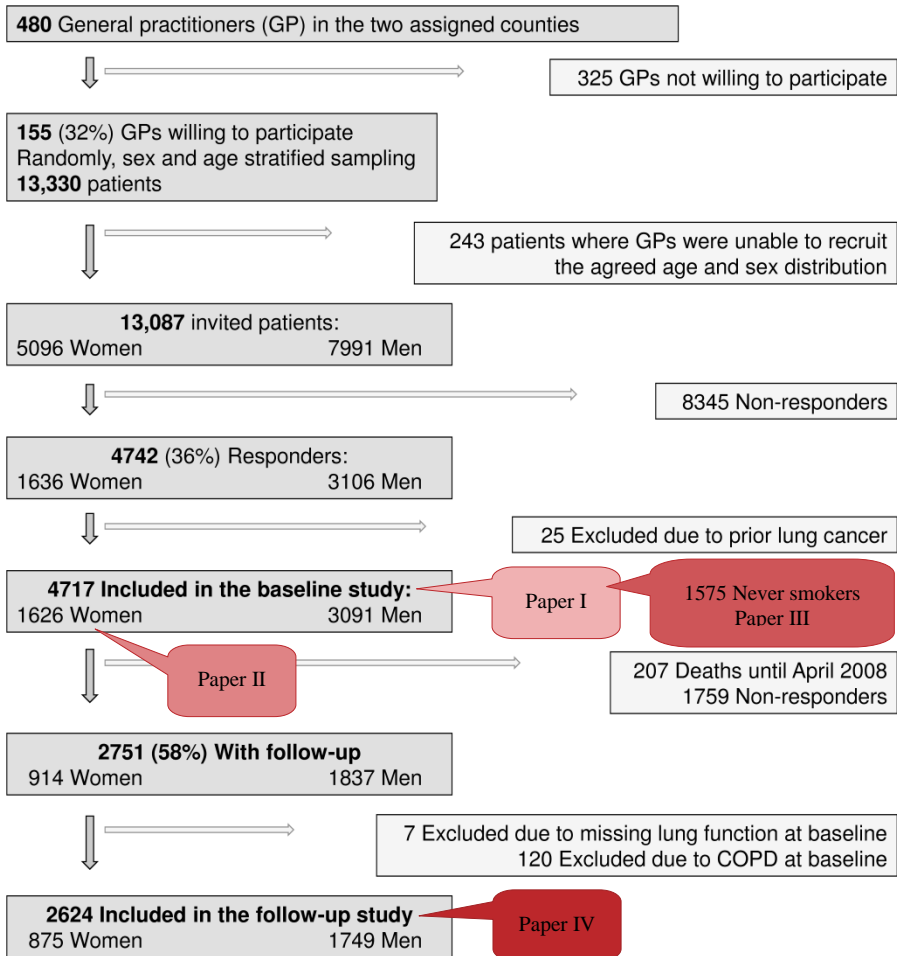 480 General practitioners (GP) in the two assigned counties
325 GPs not willing to participate
155 (32%) GPs willing to participate
Randomly, sex and age stratified sampling
13,330 patients
243 patients where GPs were unable to recruit
the agreed age and sex distribution
13,087 invited patients:
5096 Women 7991 Men
8345 Non-responders
4742 (36%) Responders:
1636 Women 3106 Men
25 Excluded due to prior lung cancer
4717 Included in the baseline study:
1626 Women 3091 Men
Paper I
1575 Never smokers
Paper III
Paper II
207 Deaths until April 2008
1759 Non-responders
2751 (58%) With follow-up
914 Women 1837 Men
7 Excluded due to missing lung function at baseline
120 Excluded due to COPD at baseline
2624 Included in the follow-up study
875 Women 1749 Men
Paper IV